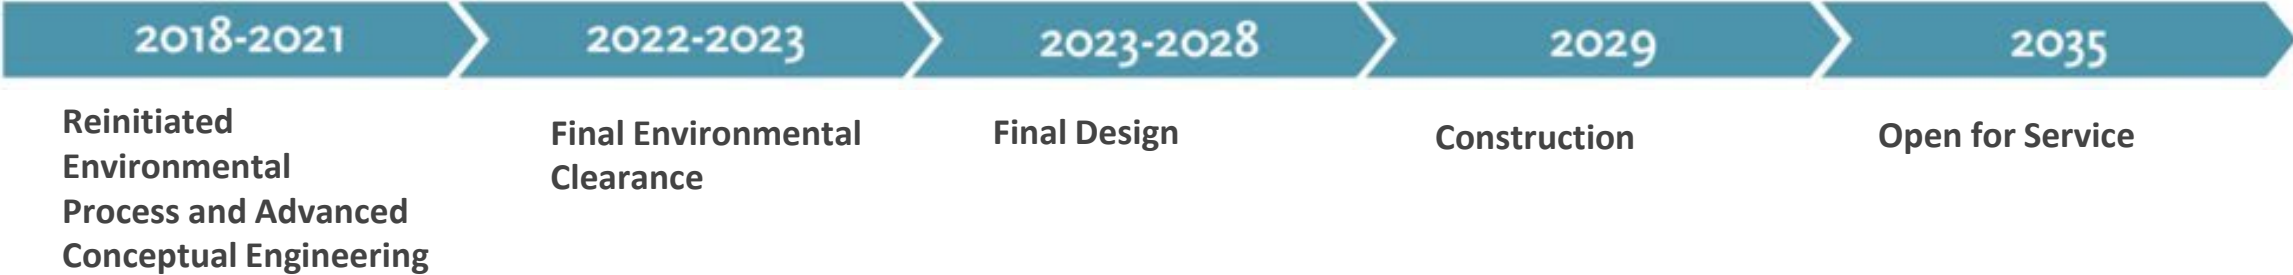 2018-2021
2022-2023
2023-2028
2029
2035
Reinitiated
Environmental
Process and Advanced
Conceptual Engineering
Final Environmental
Clearance
Final Design
Construction
Open for Service